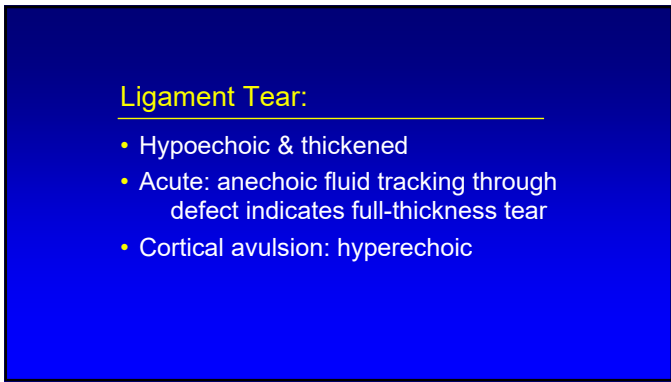 Ligament Tear:
• Hypoechoic & thickened
• Acute: anechoic fluid tracking through
defect indicates full-thickness tear
• Cortical avulsion: hyperechoic